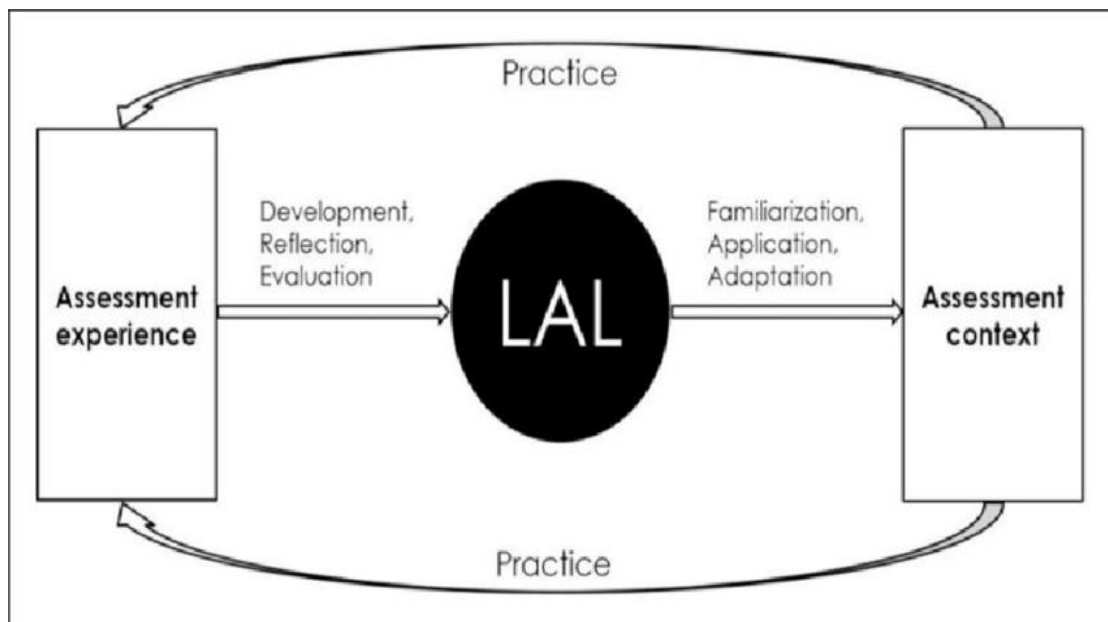 Practice
Development,
Reflection,
Evaluation
Familiarization,
Application,
Adaptation
Assessment
experience
LAL
Assessment
context
Practice